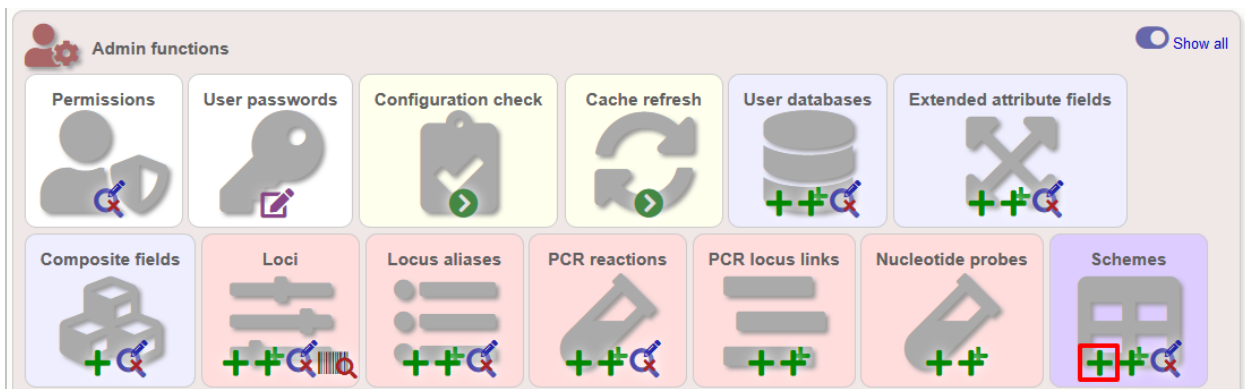 Admin functions
Show all
Permissions
User passwords
Configuration check
Cache refresh
User databases
Extended attribute fields
Composite fields
Loci
Locus aliases
PCR reactions
PCR locus links
Nucleotide probes
Schemes